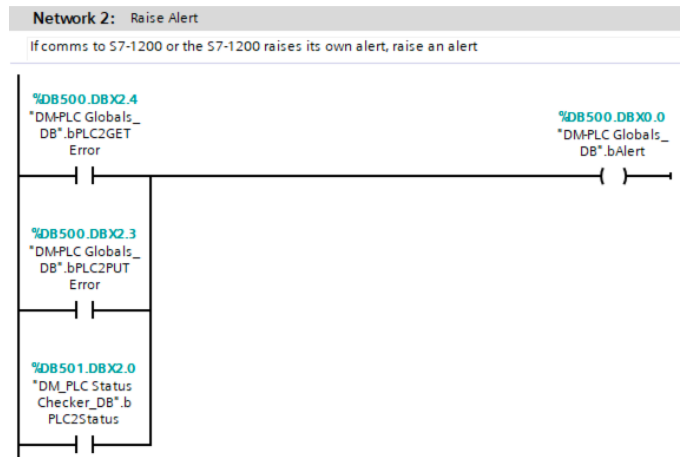 Network 2: Raise Alert
If comms to S7-1200 or the S7-1200 raises its own alert, raise an alert
%DB500.DBX2.4
"DM-PLC Globals_
DB".bPLC2GET
Error
%DB500.DBX0.0
"DM-PLC Globals_
DB".bAlert
%DB500.DBX2.3
"DM-PLC Globals_
DB".bPLC2PUT
Error
%DB501.DBX2.0
"DM_PLC Status
Checker_DB".b
PLC2Status